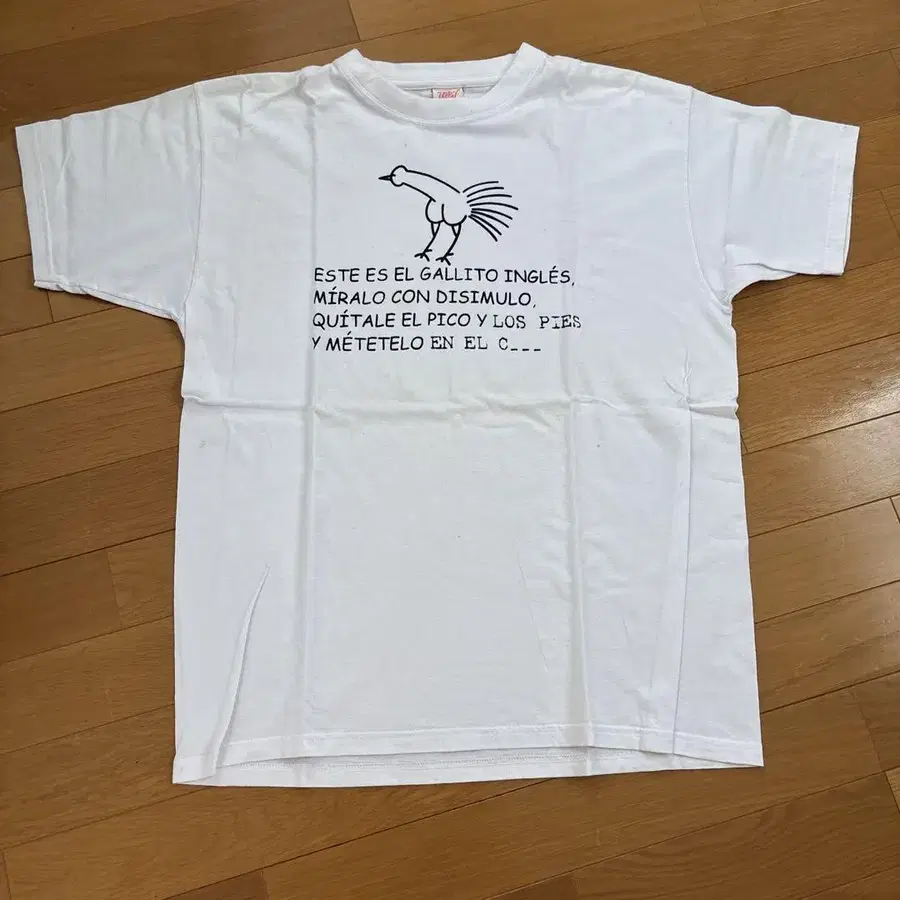 ESTE ES EL GALLITO INGLÉS,
MÍRALO CON DISIMULO,
QUÍTALE EL PICO Y LOS PIES
Y MÉTETELO EN EL C___